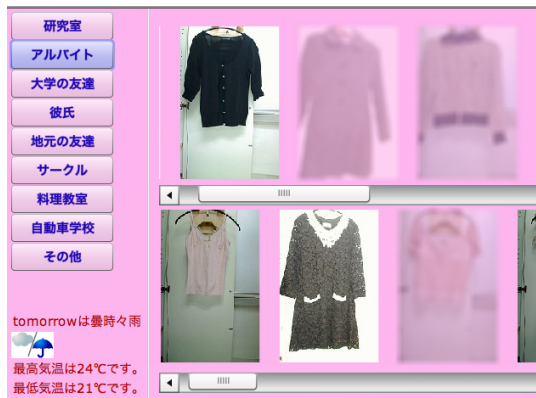 研究室
アルバイト
大学の友達
彼氏
地元の友達
サークル
料理教室
自動車学校
その他
tomorrowは曇時々雨
最高気温は24℃です。
最低気温は21℃です。